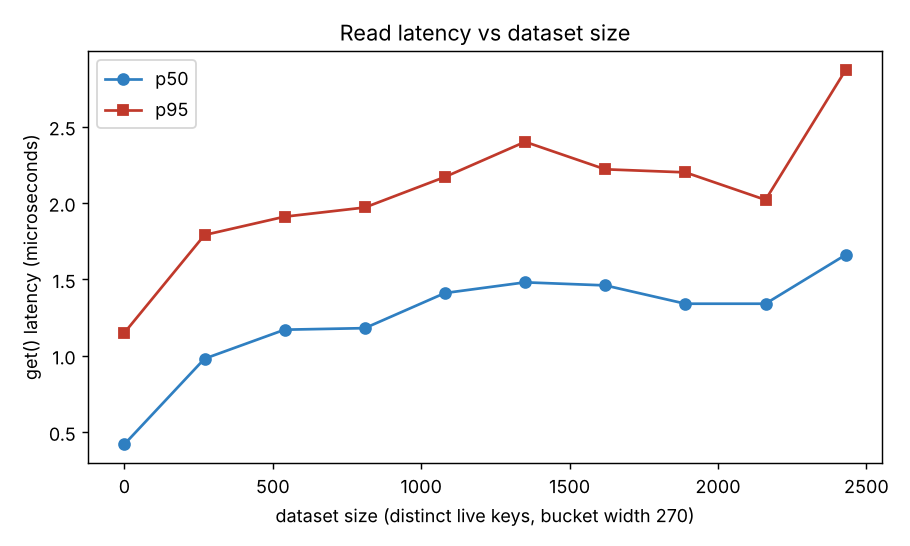 Read latency vs dataset size
p50
p95
get() latency (microseconds)
2.5
2.0
1.5
1.0
0.5
0
500
1000
1500
2000
2500
dataset size (distinct live keys, bucket width 270)